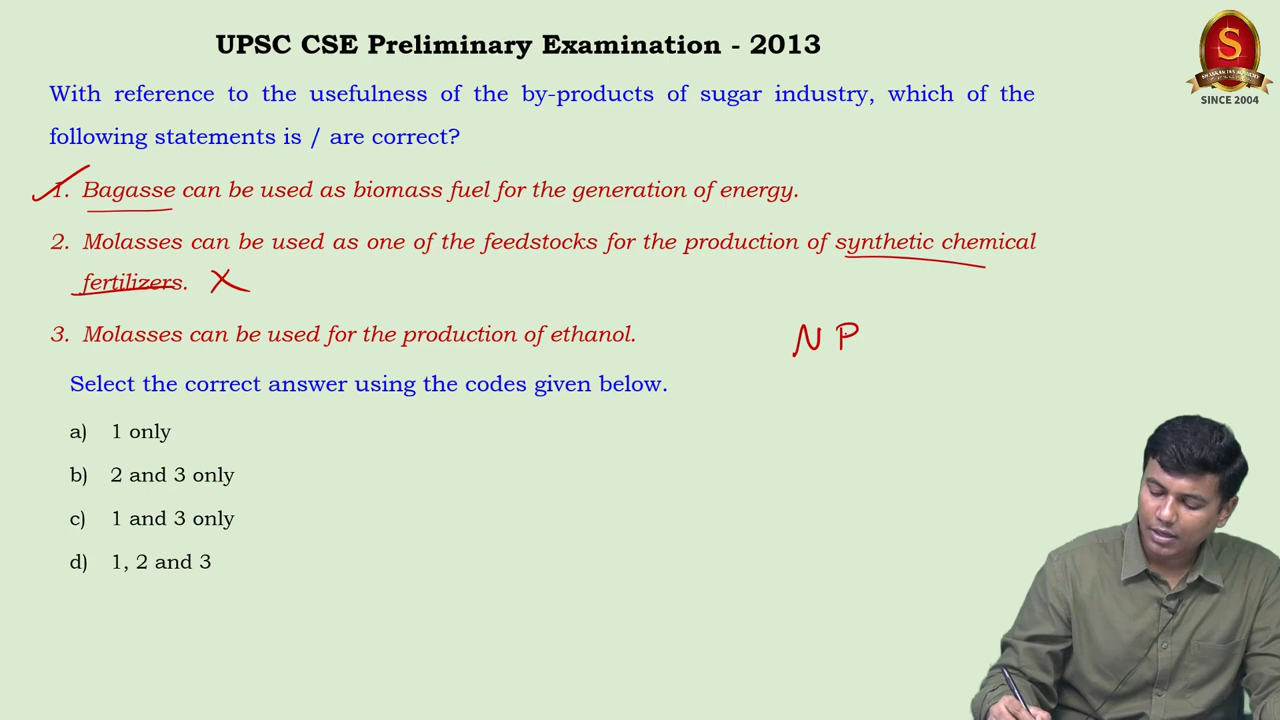 UPSC CSE Preliminary Examination - 2013
With reference to the usefulness of the by-products of sugar industry, which of the
following statements is / are correct?
1. Bagasse can be used as biomass fuel for the generation of energy.
2. Molasses can be used as one of the feedstocks for the production of synthetic chemical
fertilizers. X
3. Molasses can be used for the production of ethanol.
N P
Select the correct answer using the codes given below.
a) 1 only
b) 2 and 3 only
c) 1 and 3 only
d) 1, 2 and 3
S
SINCE 2004